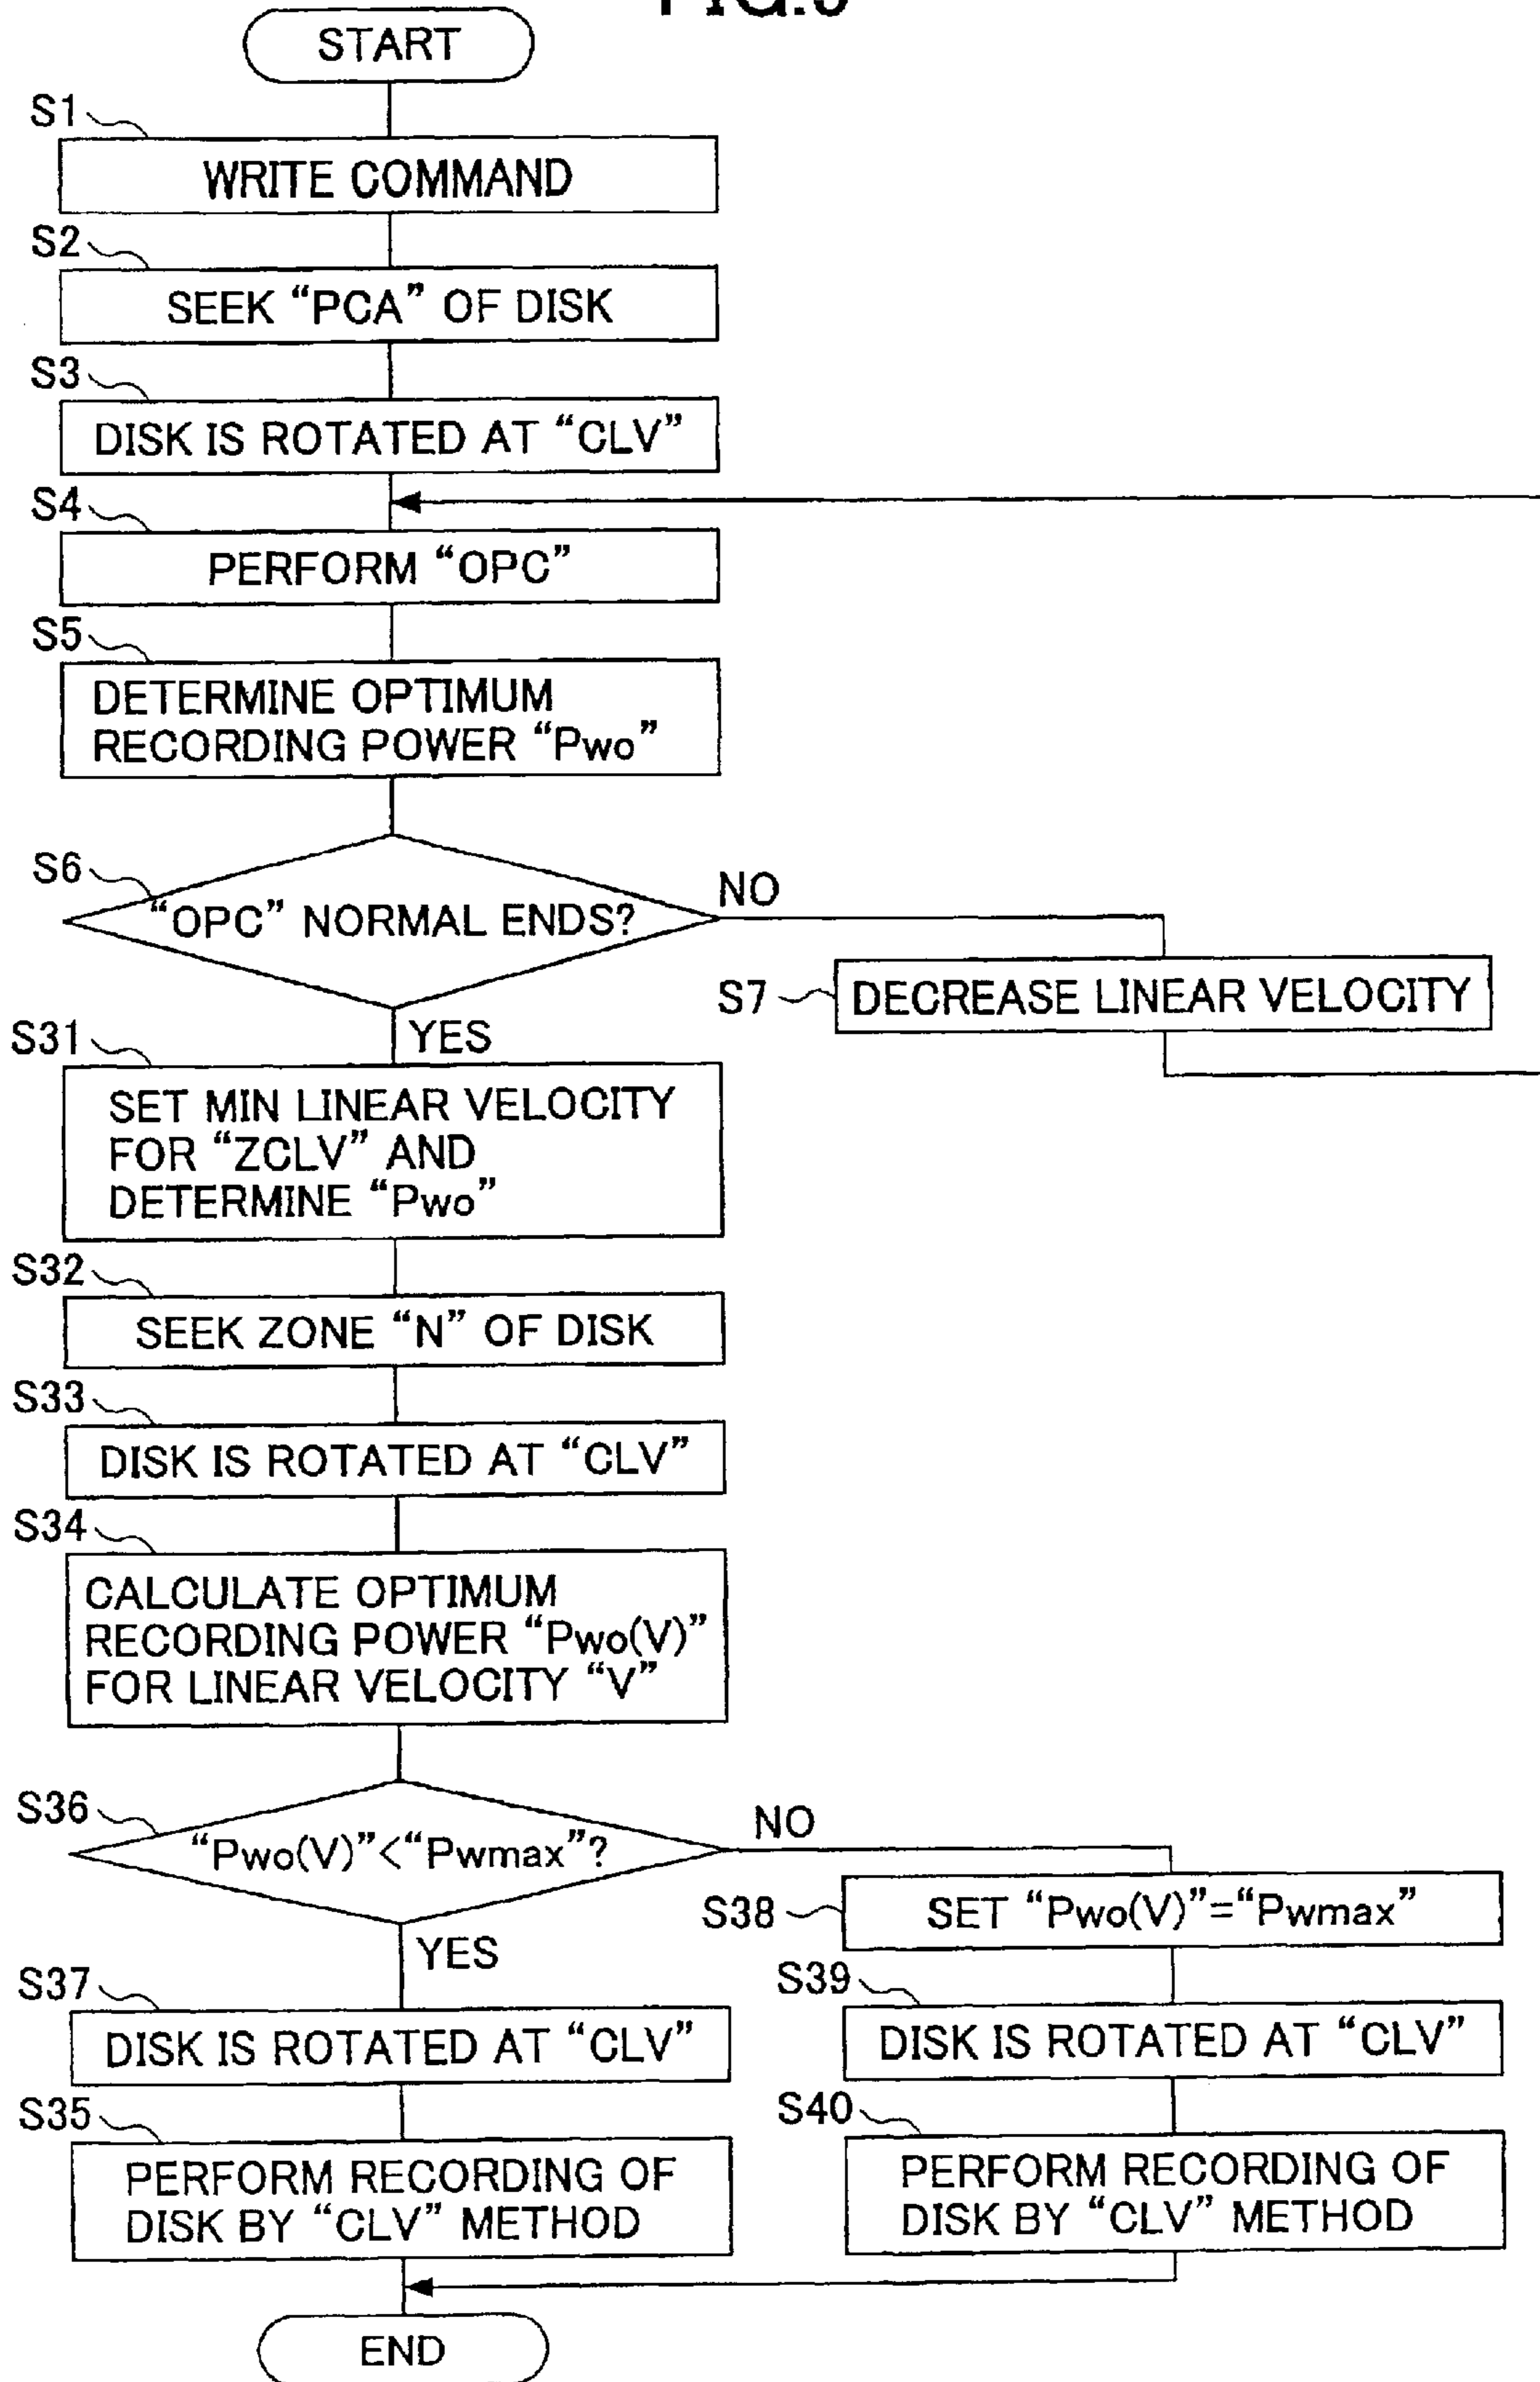 START
S1
WRITE COMMAND
S2
SEEK “PCA” OF DISK
S3
DISK IS ROTATED AT “CLV”
S4
PERFORM “OPC”
S5
DETERMINE OPTIMUM
RECORDING POWER “Pwo”
S6
“OPC” NORMAL ENDS?
NO
S7
DECREASE LINEAR VELOCITY
YES
S31
SET MIN LINEAR VELOCITY
FOR “ZCLV” AND
DETERMINE “Pwo”
S32
SEEK ZONE “N” OF DISK
S33
DISK IS ROTATED AT “CLV”
S34
CALCULATE OPTIMUM
RECORDING POWER “Pwo(V)”
FOR LINEAR VELOCITY “V”
S36
“Pwo(V)”<“Pwmax”?
NO
S38
SET “Pwo(V)”=“Pwmax”
YES
S37
DISK IS ROTATED AT “CLV”
S39
DISK IS ROTATED AT “CLV”
S35
PERFORM RECORDING OF
DISK BY “CLV” METHOD
S40
PERFORM RECORDING OF
DISK BY “CLV” METHOD
END